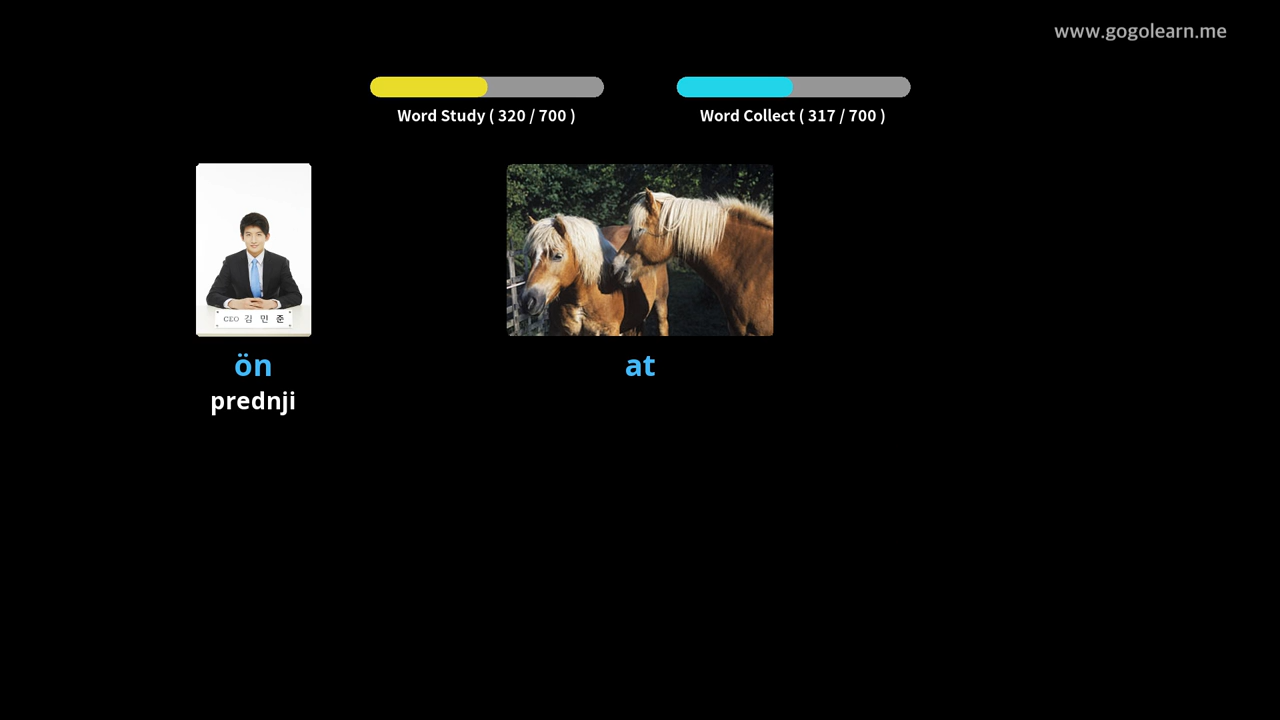 www.gogolearn.me
Word Study ( 320 / 700 )
Word Collect ( 317 / 700 )
CEO 김 민 준
ön
at
prednji